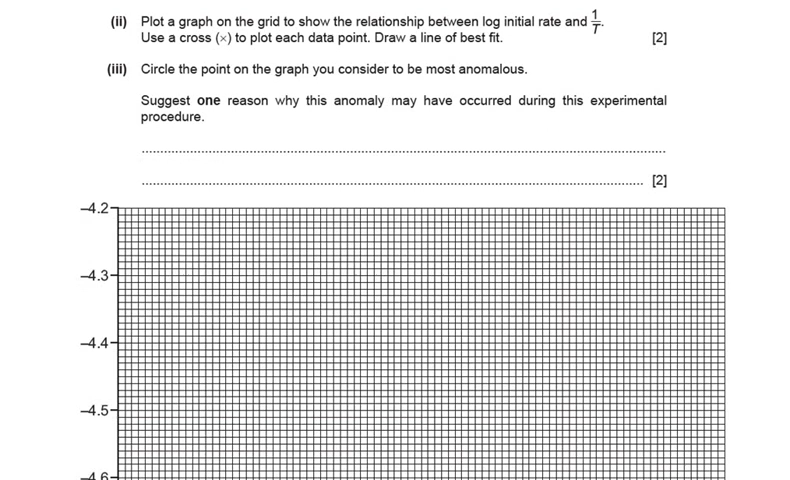 (ii) Plot a graph on the grid to show the relationship between log initial rate and 1/T.
Use a cross (×) to plot each data point. Draw a line of best fit. [2]
(iii) Circle the point on the graph you consider to be most anomalous.
Suggest one reason why this anomaly may have occurred during this experimental
procedure.
[2]
–4.2
–4.3
–4.4
–4.5
–4.6